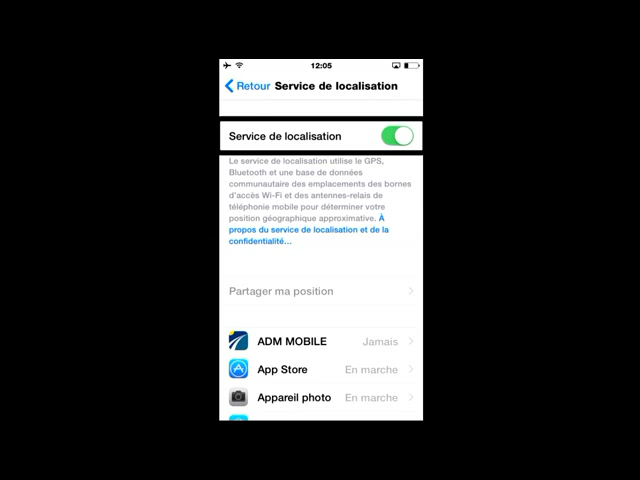 12:05
Retour Service de localisation
Service de localisation
Le service de localisation utilise le GPS,
Bluetooth et une base de données
communautaire des emplacements des bornes
d'accès Wi-Fi et des antennes-relais de
téléphonie mobile pour déterminer votre
position géographique approximative. À
propos du service de localisation et de la
confidentialité...
Partager ma position
ADM MOBILE Jamais
App Store En marche
Appareil photo En marche